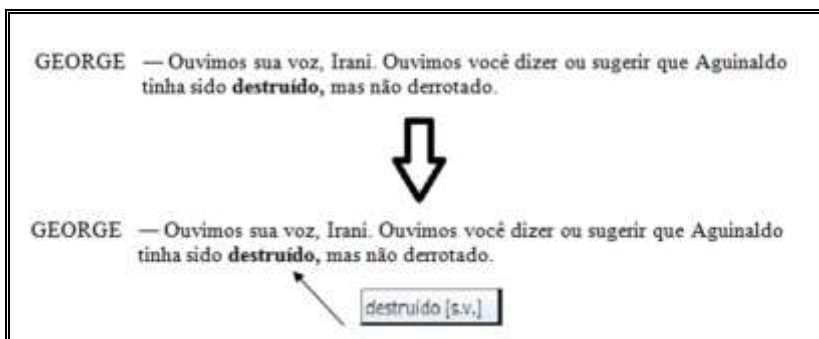 GEORGE — Ouvimos sua voz, Irani. Ouvimos você dizer ou sugerir que Aguinaldo
tinha sido destruído, mas não derrotado.
GEORGE — Ouvimos sua voz, Irani. Ouvimos você dizer ou sugerir que Aguinaldo
tinha sido destruído, mas não derrotado.
destruído [s.v.]